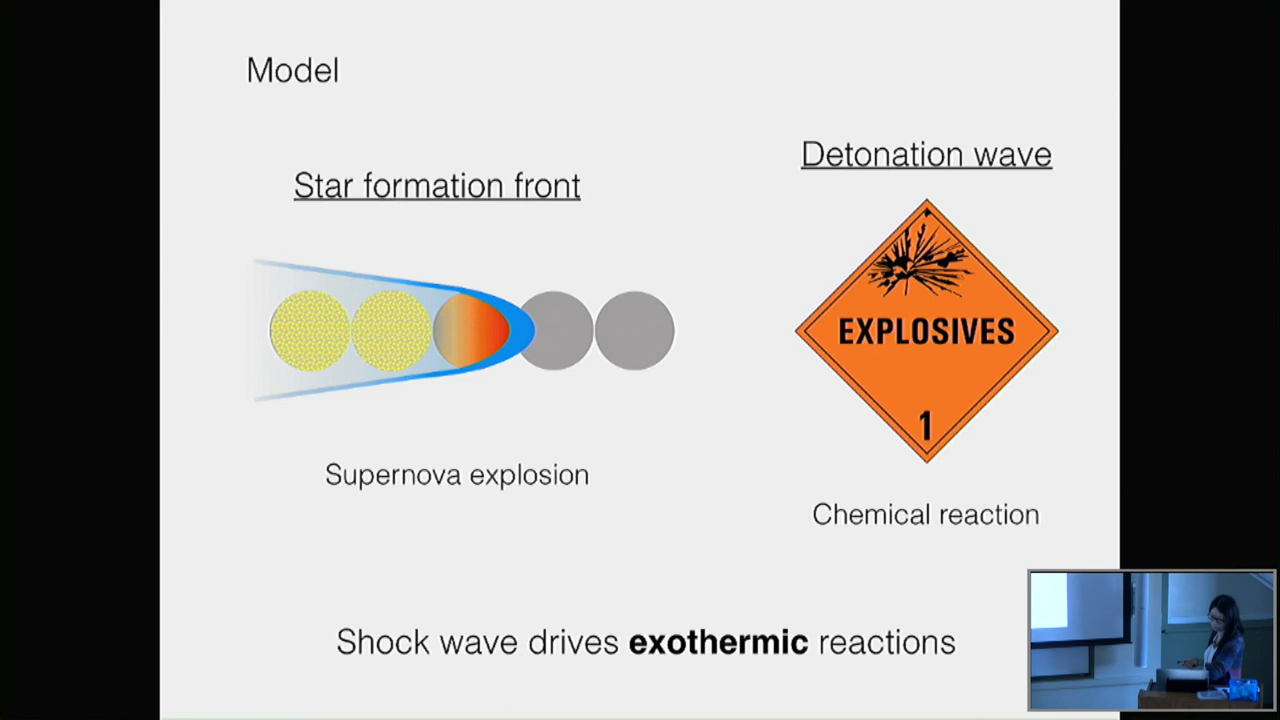 Model
Star formation front
Detonation wave
EXPLOSIVES
1
Supernova explosion
Chemical reaction
Shock wave drives exothermic reactions